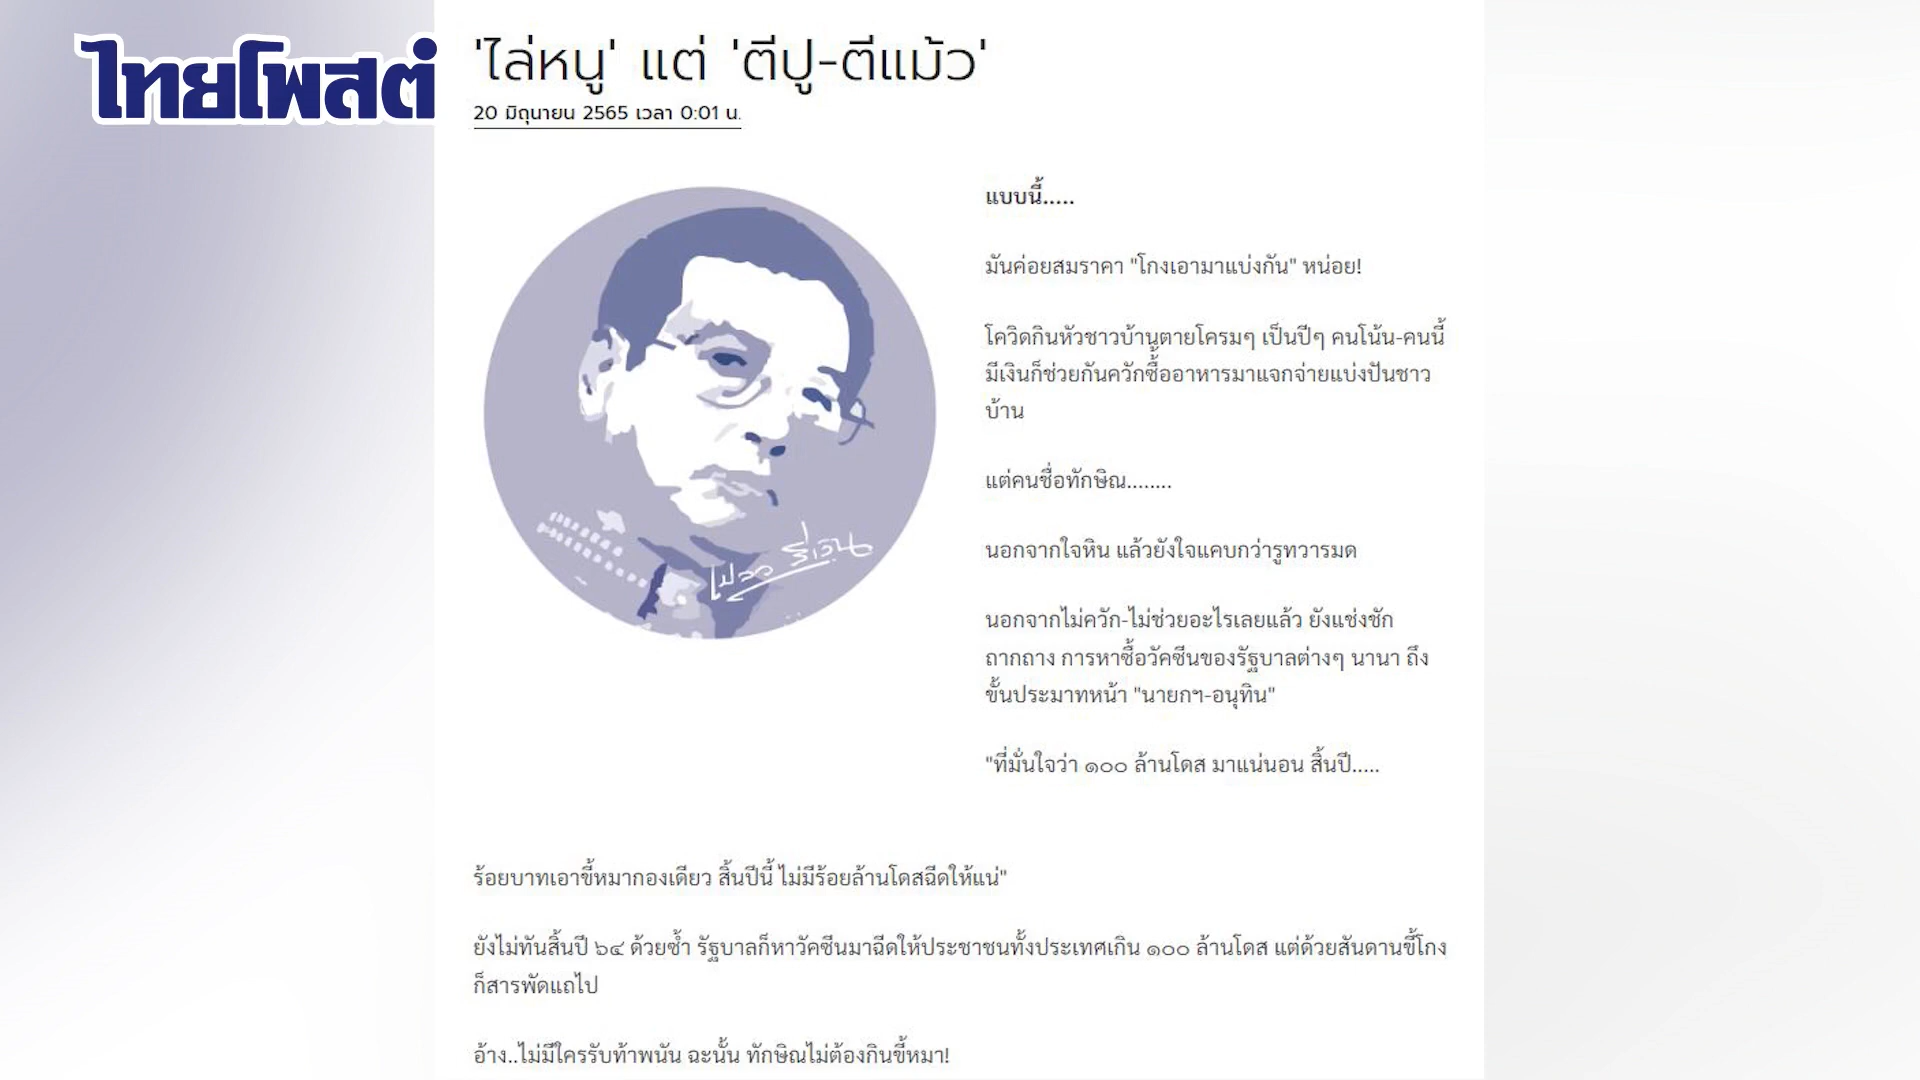 ไทยโพสต์
'ไล่หนู' แต่ 'ตีปู-ตีแม้ว'
20 มิถุนายน 2565 เวลา 0:01 น.
แบบนี้.....
มันค่อยสมราคา "โกงเอามาแบ่งกัน" หน่อย!
โควิดกินหัวชาวบ้านตายโครมๆ เป็นปีๆ คนโน้น-คนนี้
มีเงินก็ช่วยกันควักซื้ออาหารมาแจกจ่ายแบ่งปันชาว
บ้าน
แต่คนชื่อทักษิณ........
นอกจากใจหิน แล้วยังใจแคบกว่ารูทวารมด
นอกจากไม่ควัก-ไม่ช่วยอะไรเลยแล้ว ยังแช่งชัก
ถากถาง การหาซื้อวัคซีนของรัฐบาลต่างๆ นานา ถึง
ขั้นประมาทหน้า "นายกฯ-อนุทิน"
"ที่มั่นใจว่า ๑๐๐ ล้านโดส มาแน่นอน สิ้นปี.....
เปลว สีเงิน
ร้อยบาทเอาขี้หมากองเดียว สิ้นปีนี้ ไม่มีร้อยล้านโดสฉีดให้แน่"
ยังไม่ทันสิ้นปี ๖๔ ด้วยซ้ำ รัฐบาลก็หาวัคซีนมาฉีดให้ประชาชนทั้งประเทศเกิน ๑๐๐ ล้านโดส แต่ด้วยสันดานขี้โกง
ก็สารพัดแถไป
อ้าง..ไม่มีใครรับท้าพนัน ฉะนั้น ทักษิณไม่ต้องกินขี้หมา!